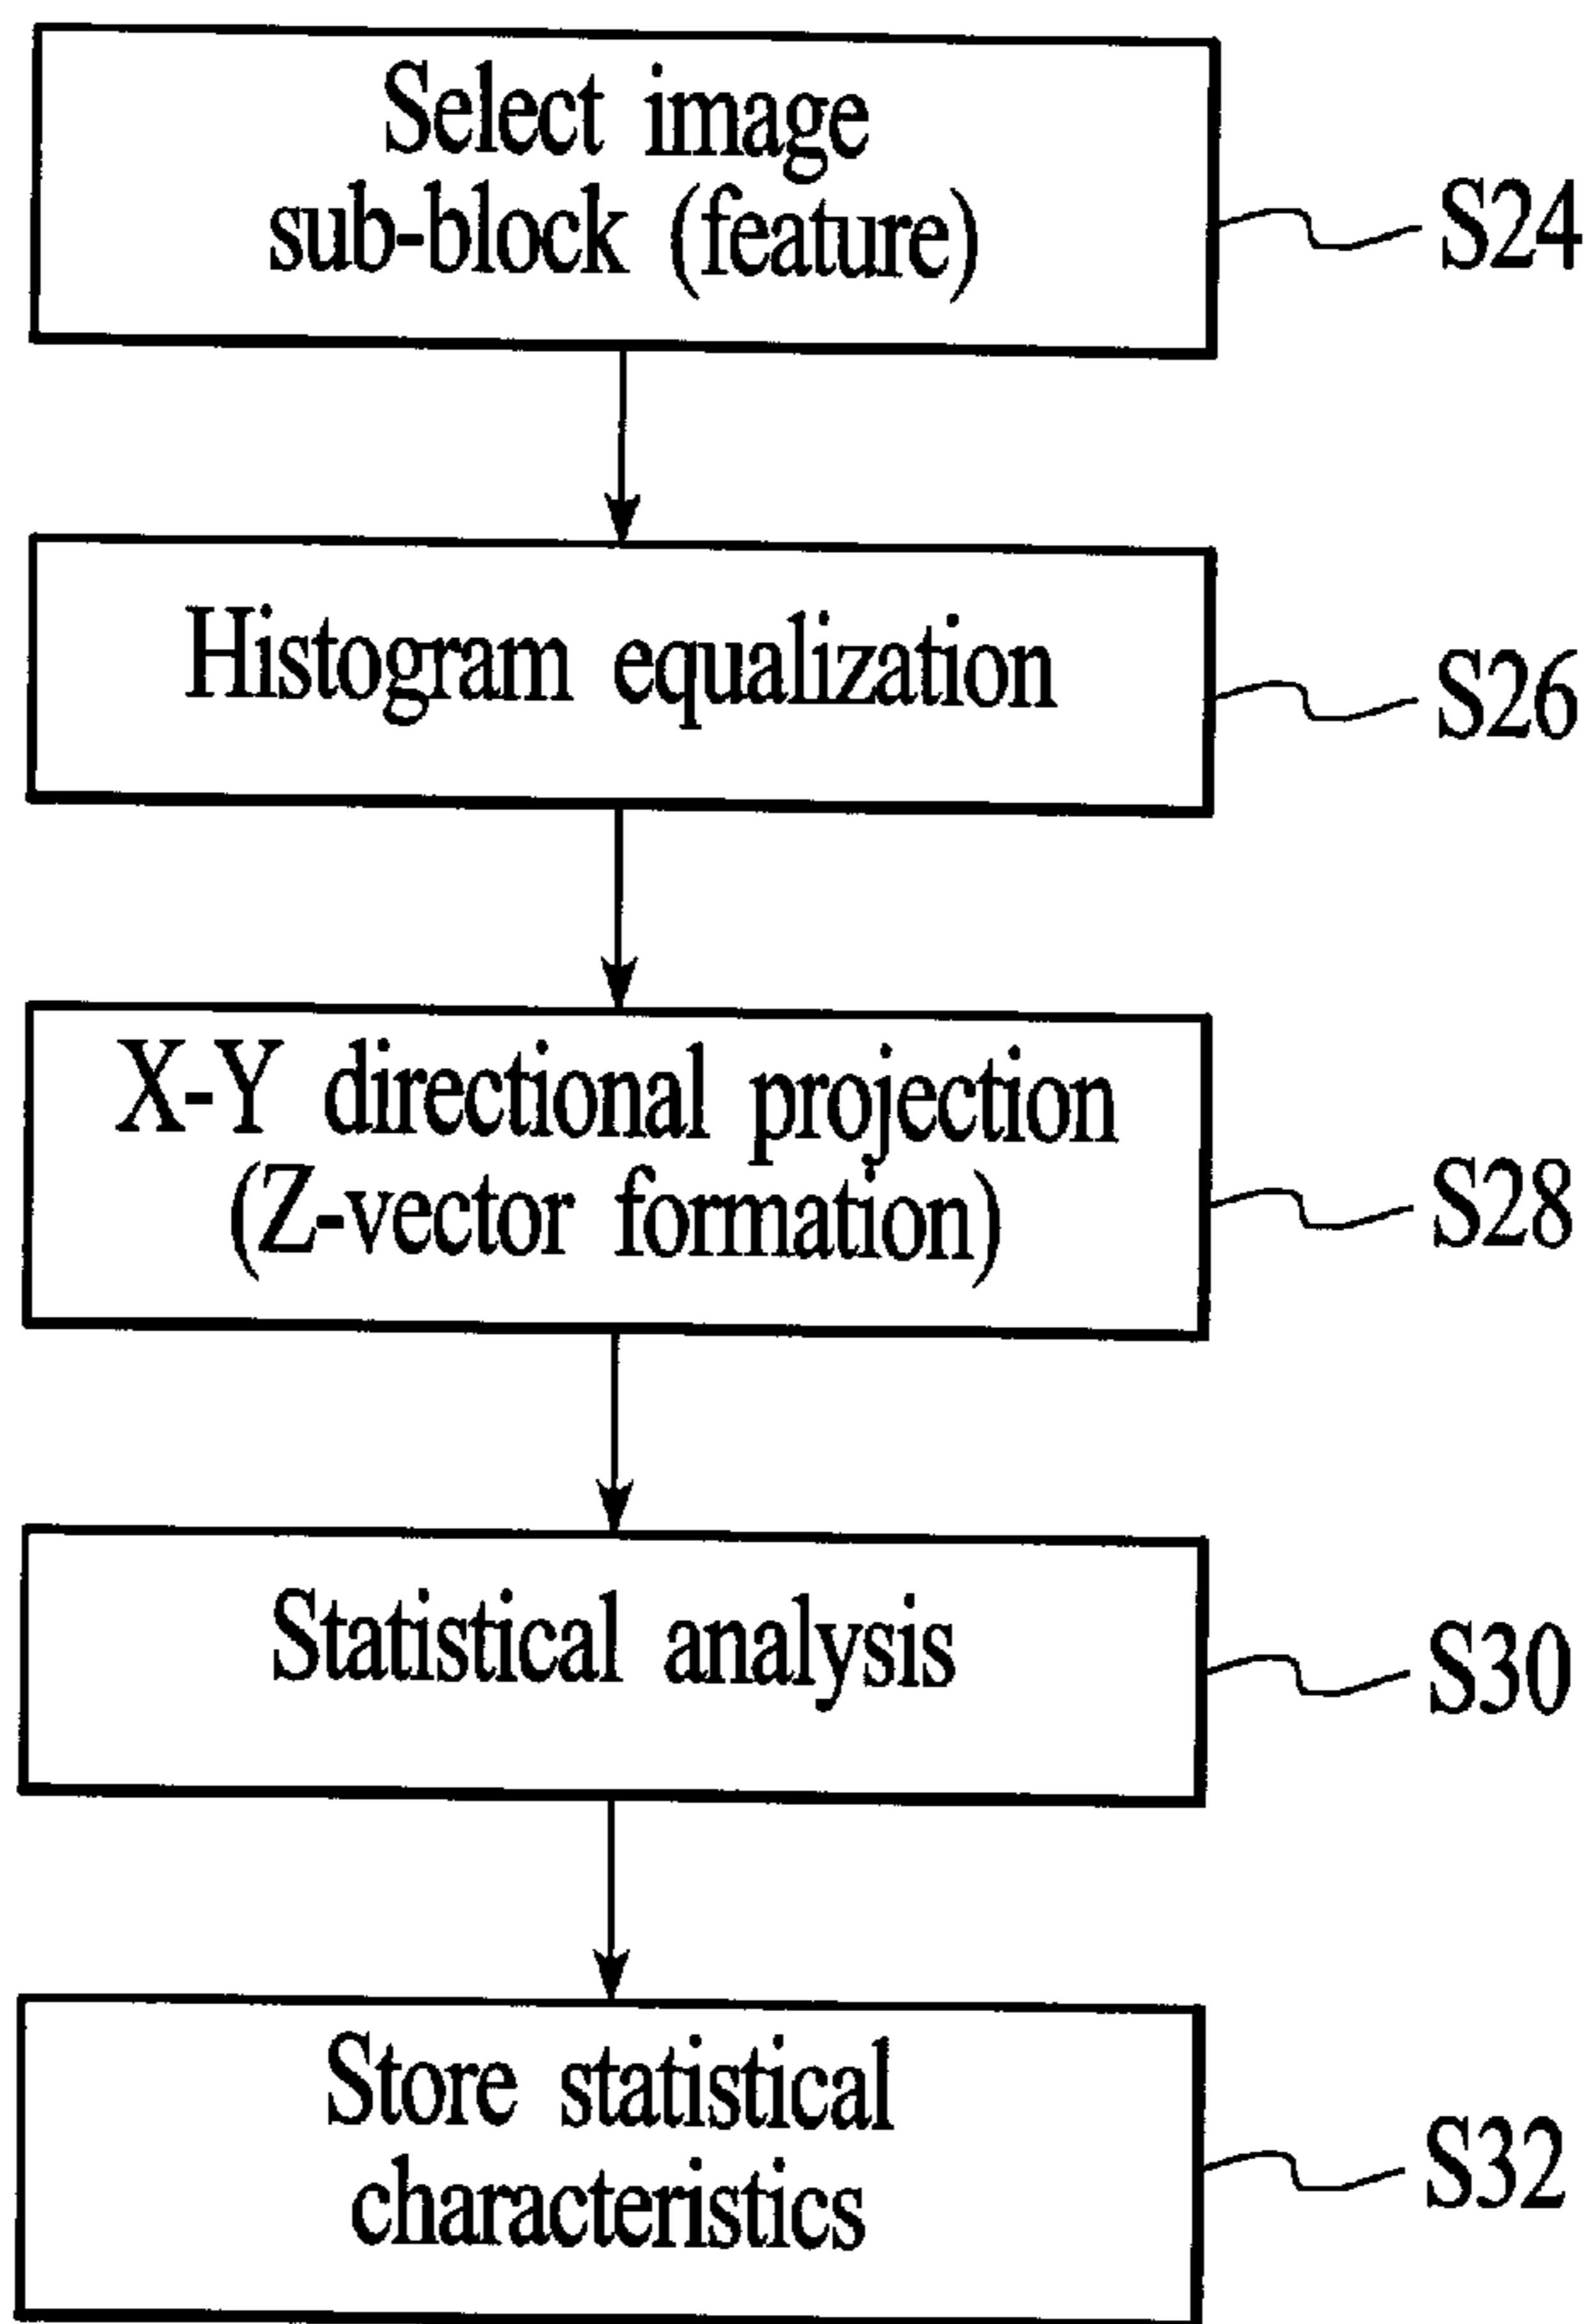 Select image
sub-block (feature)
S24
Histogram equalization
S26
X-Y directional projection
(Z-vector formation)
S28
Statistical analysis
S30
Store statistical
characteristics
S32